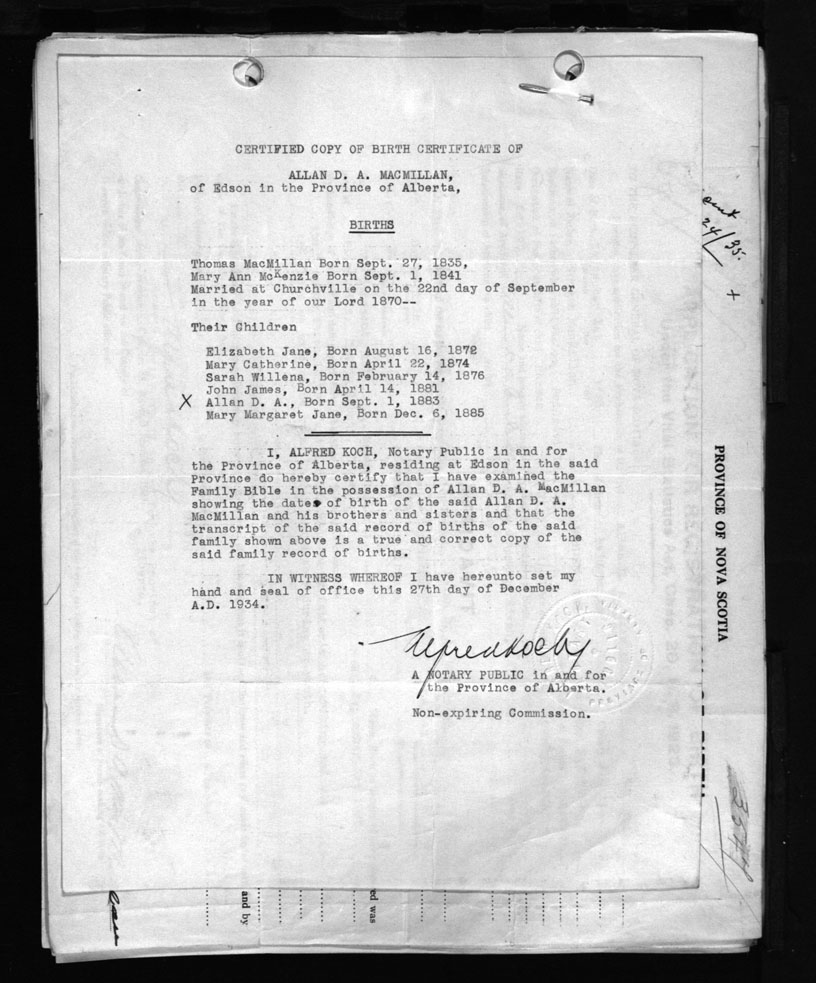 CERTIFIED COPY OF BIRTH CERTIFICATE OF
ALLAN D. A. MACMILLAN,
of Edson in the Province of Alberta,
BIRTHS
Thomas MacMillan Born Sept. 27, 1835,
Mary Ann McKenzie Born Sept. 1, 1841
Married at Churchville on the 22nd day of September
in the year of our Lord 1870--
Their Children
Elizabeth Jane, Born August 16, 1872
Mary Catherine, Born April 22, 1874
Sarah Willena, Born February 14, 1876
John James, Born April 14, 1881
X Allan D. A., Born Sept. 1, 1883
Mary Margaret Jane, Born Dec. 6, 1885
I, ALFRED KOCH, Notary Public in and for
the Province of Alberta, residing at Edson in the said
Province do hereby certify that I have examined the
Family Bible in the possession of Allan D. A. MacMillan
showing the dates of birth of the said Allan D. A.
MacMillan and his brothers and sisters and that the
transcript of the said record of births of the said
family shown above is a true and correct copy of the
said family record of births.
IN WITNESS WHEREOF I have hereunto set my
hand and seal of office this 27th day of December
A.D. 1934.
Alfred Koch
A NOTARY PUBLIC in and for
the Province of Alberta.
Non-expiring Commission.
24/35.
+
PROVINCE OF NOVA SCOTIA
and by
ed was